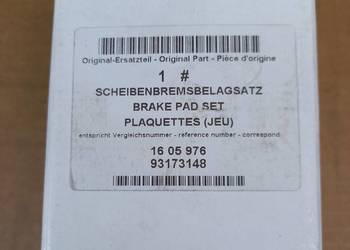 Original-Ersatzteil - Original Part - Pièce d'origine
1 #
SCHEIBENBREMSBELAGSATZ
BRAKE PAD SET
PLAQUETTES (JEU)
entspricht Vergleichsnummer - reference number - correspond
16 05 976
93173148